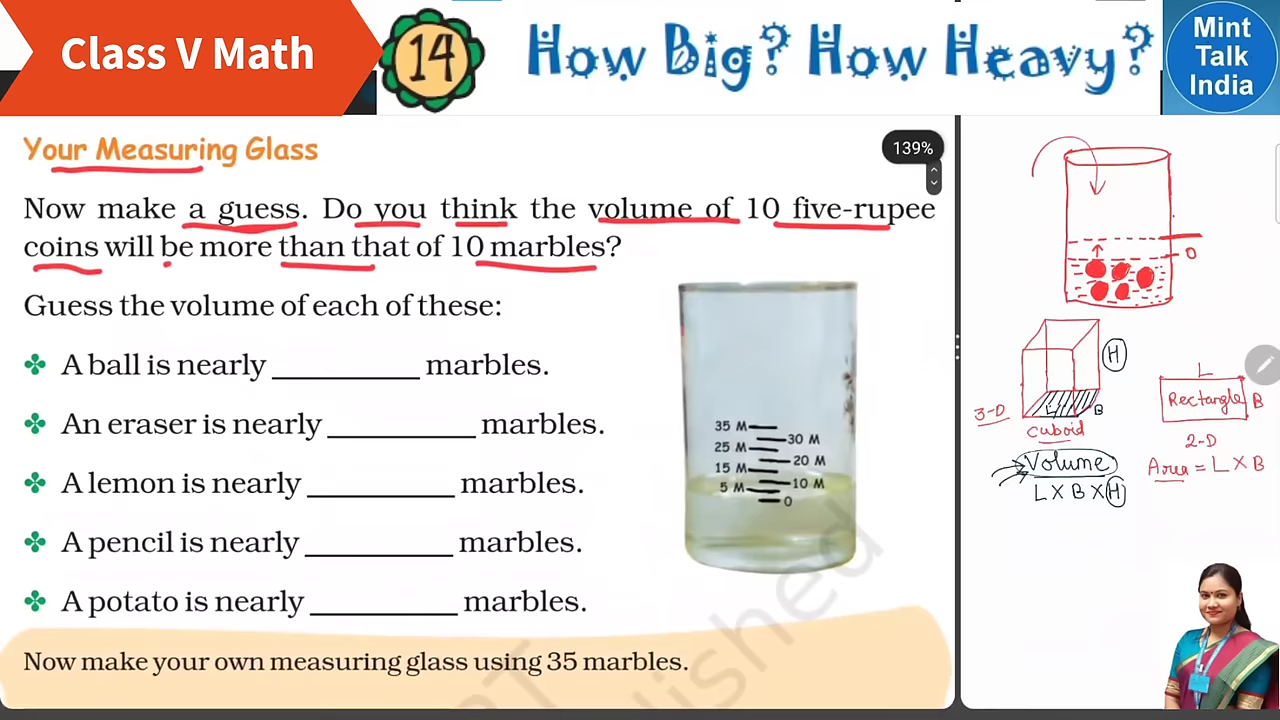 Class V Math
14
How Big? How Heavy?
Mint
Talk
India
Your Measuring Glass
139%
Now make a guess. Do you think the volume of 10 five-rupee
coins will be more than that of 10 marbles?
Guess the volume of each of these:
A ball is nearly __________ marbles.
An eraser is nearly __________ marbles.
A lemon is nearly __________ marbles.
A pencil is nearly __________ marbles.
A potato is nearly __________ marbles.
Now make your own measuring glass using 35 marbles.
35 M
30 M
25 M
20 M
15 M
10 M
5 M
0
0
H
3-D
L
B
cuboid
Volume
L X B X H
L
Rectangle B
2-D
Area = L X B